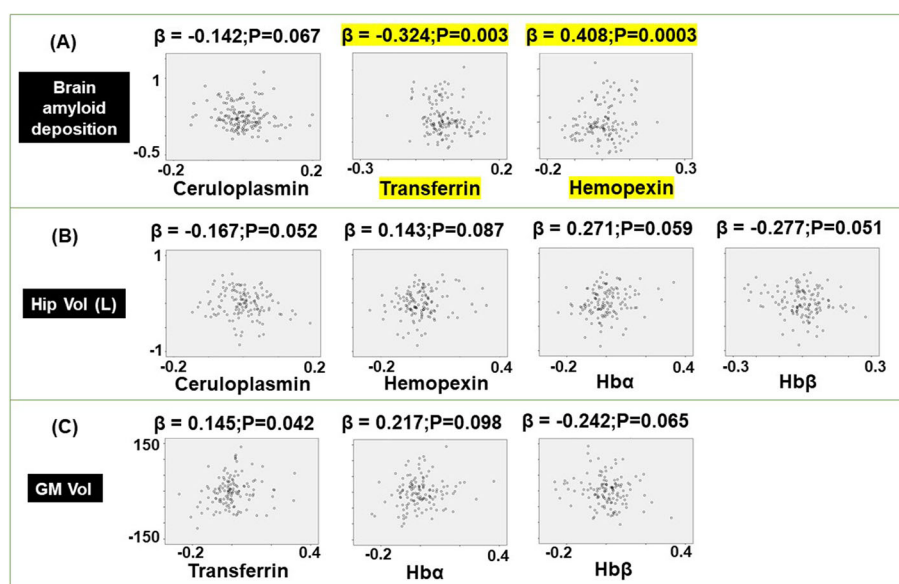 (A)
β = -0.142;P=0.067
β = -0.324;P=0.003
β = 0.408;P=0.0003
Brain
amyloid
deposition
1
-0.5
-0.2
0.2
Ceruloplasmin
-0.3
0.2
Transferrin
-0.2
0.3
Hemopexin
(B)
β = -0.167;P=0.052
β = 0.143;P=0.087
β = 0.271;P=0.059
β = -0.277;P=0.051
Hip Vol (L)
1
-1
-0.2
0.2
Ceruloplasmin
-0.2
0.4
Hemopexin
-0.2
0.4
Hbα
-0.3
0.3
Hbβ
(C)
β = 0.145;P=0.042
β = 0.217;P=0.098
β = -0.242;P=0.065
GM Vol
150
-150
-0.2
0.4
Transferrin
-0.2
0.4
Hbα
-0.2
0.4
Hbβ